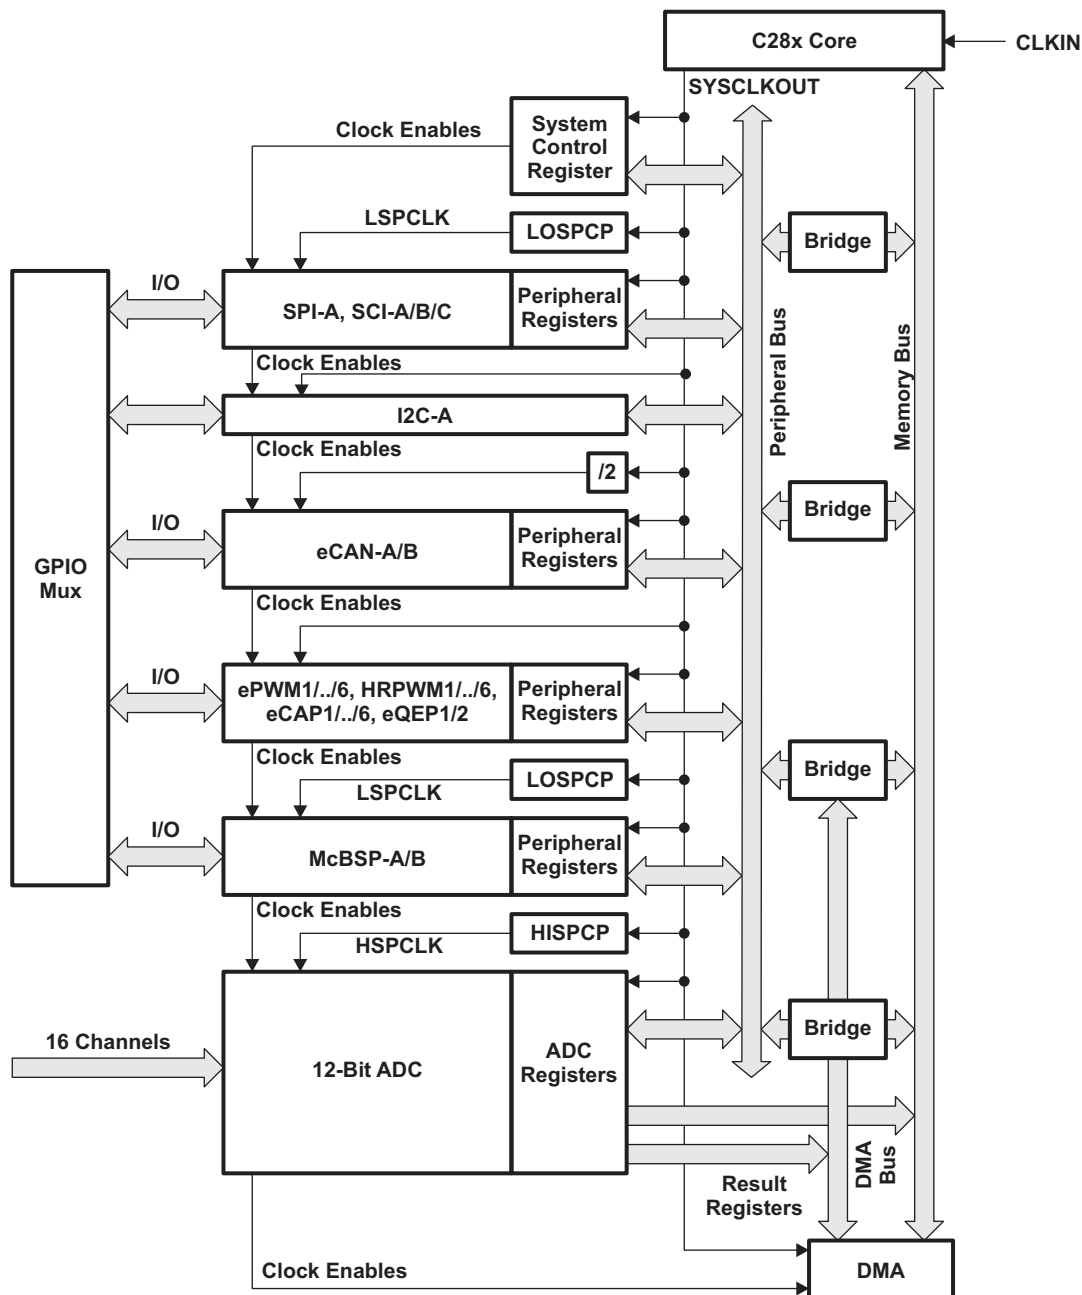 C28x Core
CLKIN
SYSCLKOUT
Clock Enables
System
Control
Register
LSPCLK
LOSPCP
Bridge
I/O
SPI-A, SCI-A/B/C
Peripheral
Registers
Peripheral Bus
Memory Bus
Clock Enables
I2C-A
Clock Enables
/2
Bridge
I/O
eCAN-A/B
Peripheral
Registers
GPIO
Mux
Clock Enables
I/O
ePWM1/../6, HRPWM1/../6,
eCAP1/../6, eQEP1/2
Peripheral
Registers
Clock Enables
LSPCLK
LOSPCP
Bridge
I/O
McBSP-A/B
Peripheral
Registers
Clock Enables
HSPCLK
HISPCP
16 Channels
12-Bit ADC
ADC
Registers
Bridge
DMA
Bus
Result
Registers
Clock Enables
DMA